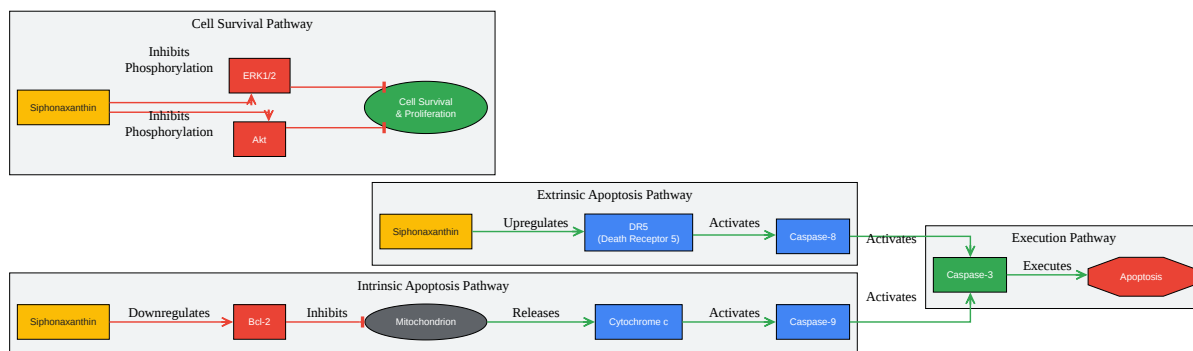 Cell Survival Pathway
Inhibits
Phosphorylation
ERK1/2
Siphonaxanthin
Cell Survival
& Proliferation
Inhibits
Phosphorylation
Akt
Extrinsic Apoptosis Pathway
Siphonaxanthin
Upregulates
DR5
(Death Receptor 5)
Activates
Caspase-8
Activates
Execution Pathway
Caspase-3
Executes
Apoptosis
Intrinsic Apoptosis Pathway
Siphonaxanthin
Downregulates
Bcl-2
Inhibits
Mitochondrion
Releases
Cytochrome c
Activates
Caspase-9
Activates